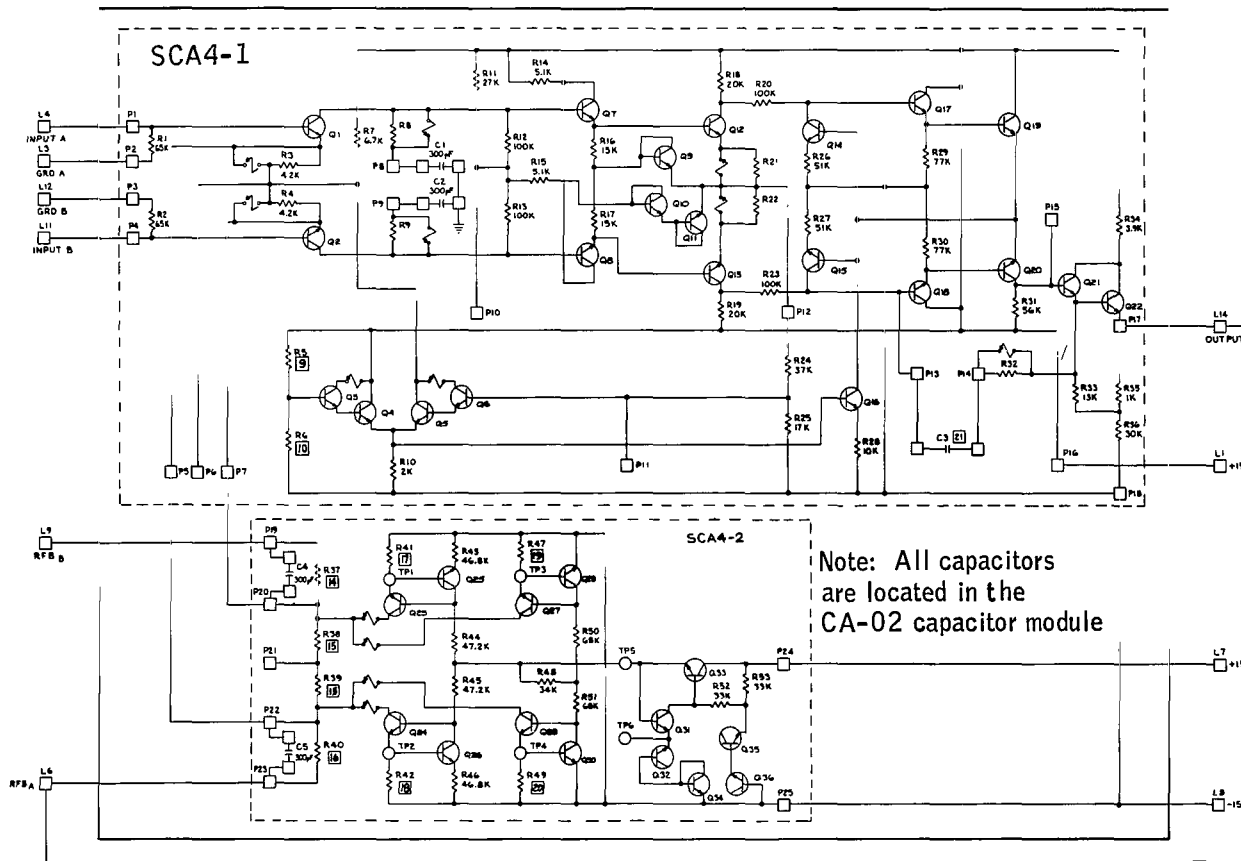 SCA4-1
L4
INPUT A
P1
R1
65K
L3
GRD A
P2
L12
GRD B
P3
R2
65K
L11
INPUT B
P4
Q1
R3
4.2K
R4
4.2K
Q2
R7
6.7K
R8
P8
C1
300pF
C2
300pF
P9
R9
R11
27K
R14
5.1K
R12
100K
R15
5.1K
R13
100K
P10
Q7
R16
15K
R17
15K
Q8
Q9
Q10
Q11
R18
20K
R20
100K
Q12
R21
R22
Q13
R23
100K
R19
20K
P12
Q14
R26
51K
R27
51K
Q15
Q17
R29
77K
R30
77K
Q18
Q19
Q20
R31
56K
P15
Q21
R34
3.9K
Q22
P17
L14
OUTPUT
R5
9
R6
10
Q3
Q4
Q5
Q6
R10
2K
P11
R24
37K
R25
17K
Q16
R28
10K
P13
P14
R32
C3
21
R33
13K
R35
1K
R36
30K
P16
P18
L1
+15
P5
P6
P7
SCA4-2
L9
RFB B
P19
C4
300pF
R37
14
P20
R38
15
P21
R39
P22
C5
300pF
R40
16
P23
L6
RFB A
R41
17
TP1
R43
46.8K
Q25
Q23
R44
47.2K
R45
47.2K
Q24
TP2
Q26
R42
R46
46.8K
R47
19
TP3
Q29
Q27
R50
68K
R48
34K
R51
68K
Q28
TP4
Q30
R49
20
TP5
TP6
Q31
Q32
Q33
R52
33K
R53
33K
Q34
Q35
Q36
P24
P25
L7
+15
L8
-15
Note: All capacitors
are located in the
CA-02 capacitor module